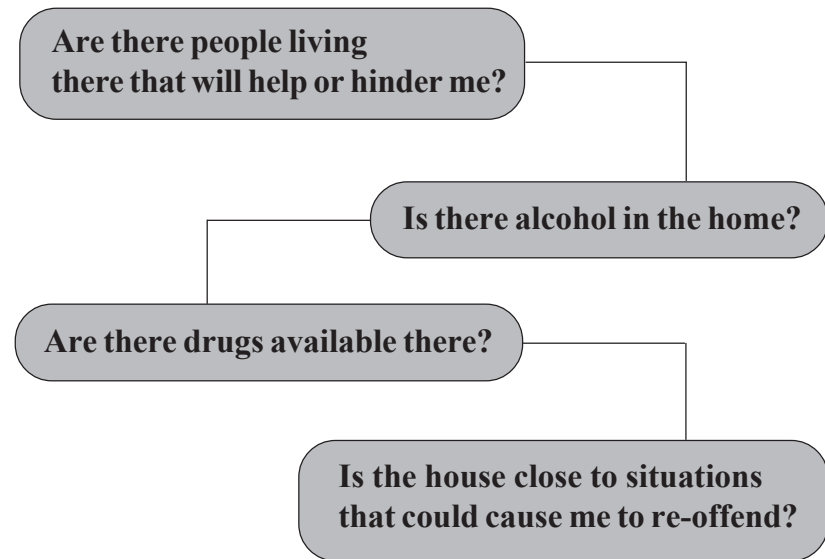 Are there people living
there that will help or hinder me?
Is there alcohol in the home?
Are there drugs available there?
Is the house close to situations
that could cause me to re-offend?